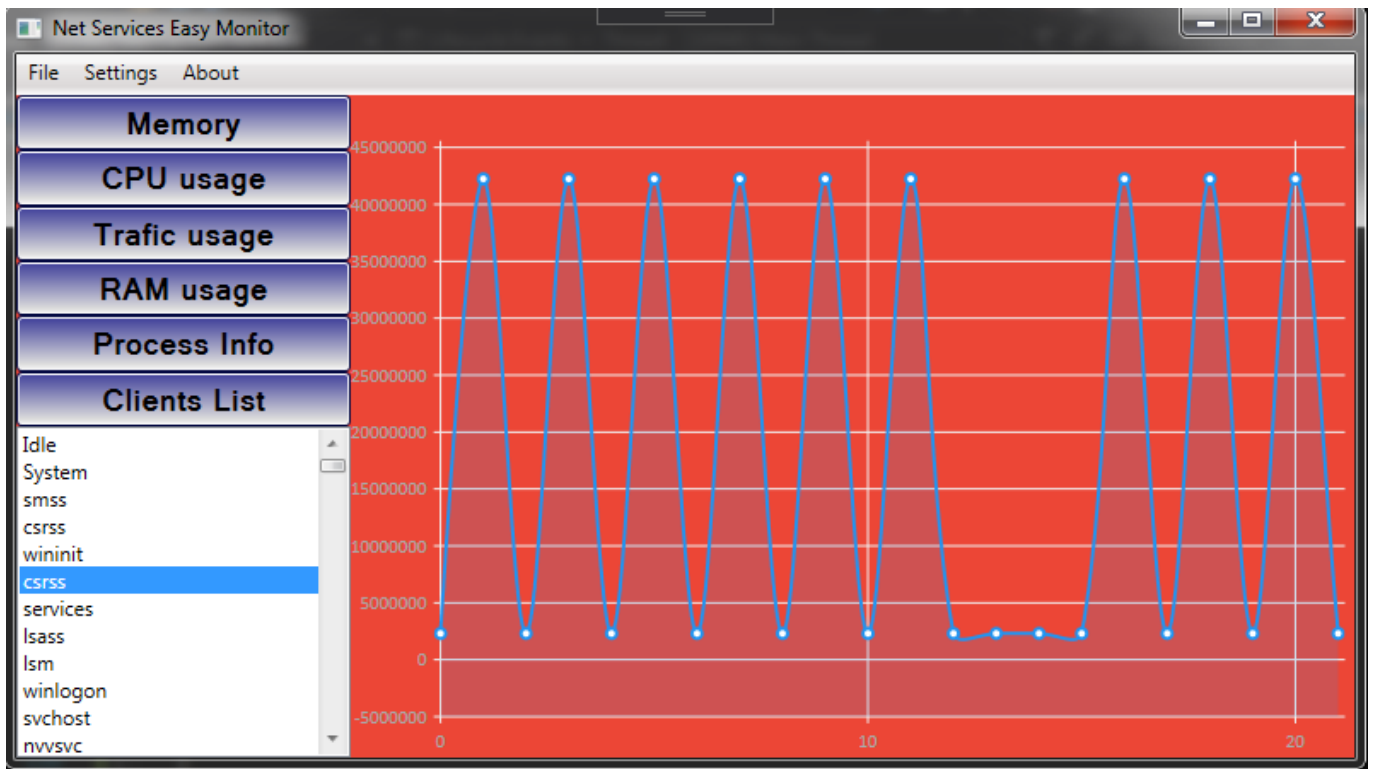 Net Services Easy Monitor
File Settings About
Memory
CPU usage
Trafic usage
RAM usage
Process Info
Clients List
Idle
System
smss
csrss
wininit
csrss
services
lsass
lsm
winlogon
svchost
nvvsvc
45000000
40000000
35000000
30000000
25000000
20000000
15000000
10000000
5000000
0
-5000000
0 10 20